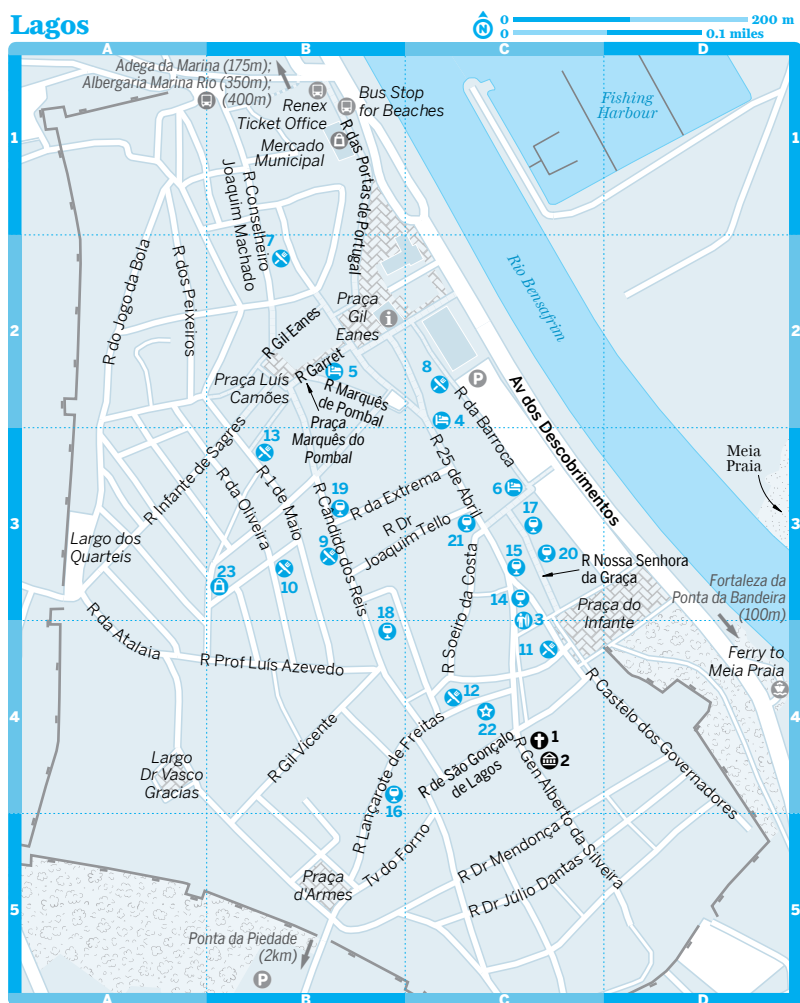 Lagos
N
0
200 m
0
0.1 miles
A
B
C
D
Adega da Marina (175m);
Albergaria Marina Rio (350m);
(400m)
Renex
Ticket Office
Bus Stop
for Beaches
Mercado
Municipal
Fishing
Harbour
1
1
R das Portas de Portugal
R Conselheiro
Joaquim Machado
7
R do Jogo da Bola
R dos Peixeiros
Rio Bensafrim
Praça
Gil
Eanes
2
2
R Gil Eanes
R Garret
5
8
P
Praça Luís
Camões
R Marquês
de Pombal
Praça
Marquês do
Pombal
4
R da Barroca
Av dos Descobrimentos
13
R Infante de Sagres
R da Oliveira
R 1 de Maio
R 25 de Abril
Meia
Praia
6
19
R da Extrema
17
R Cândido dos Reis
R Dr
Joaquim Tello
21
3
3
Largo dos
Quarteis
9
15
20
R Nossa Senhora
da Graça
23
10
14
Fortaleza da
Ponta da Bandeira
(100m)
R Soeiro da Costa
Praça do
Infante
3
18
R da Atalaia
11
R Prof Luís Azevedo
Ferry to
Meia Praia
12
22
R Castelo dos Governadores
4
4
R Gil Vicente
R Lançarote de Freitas
R de São Gonçalo
de Lagos
1
2
Largo
Dr Vasco
Gracias
R Gen Alberto da Silveira
16
Tv do Forno
R Dr Mendonça
R Dr Júlio Dantas
Praça
d'Armes
5
5
Ponta da Piedade
(2km)
P
A
B
C
D